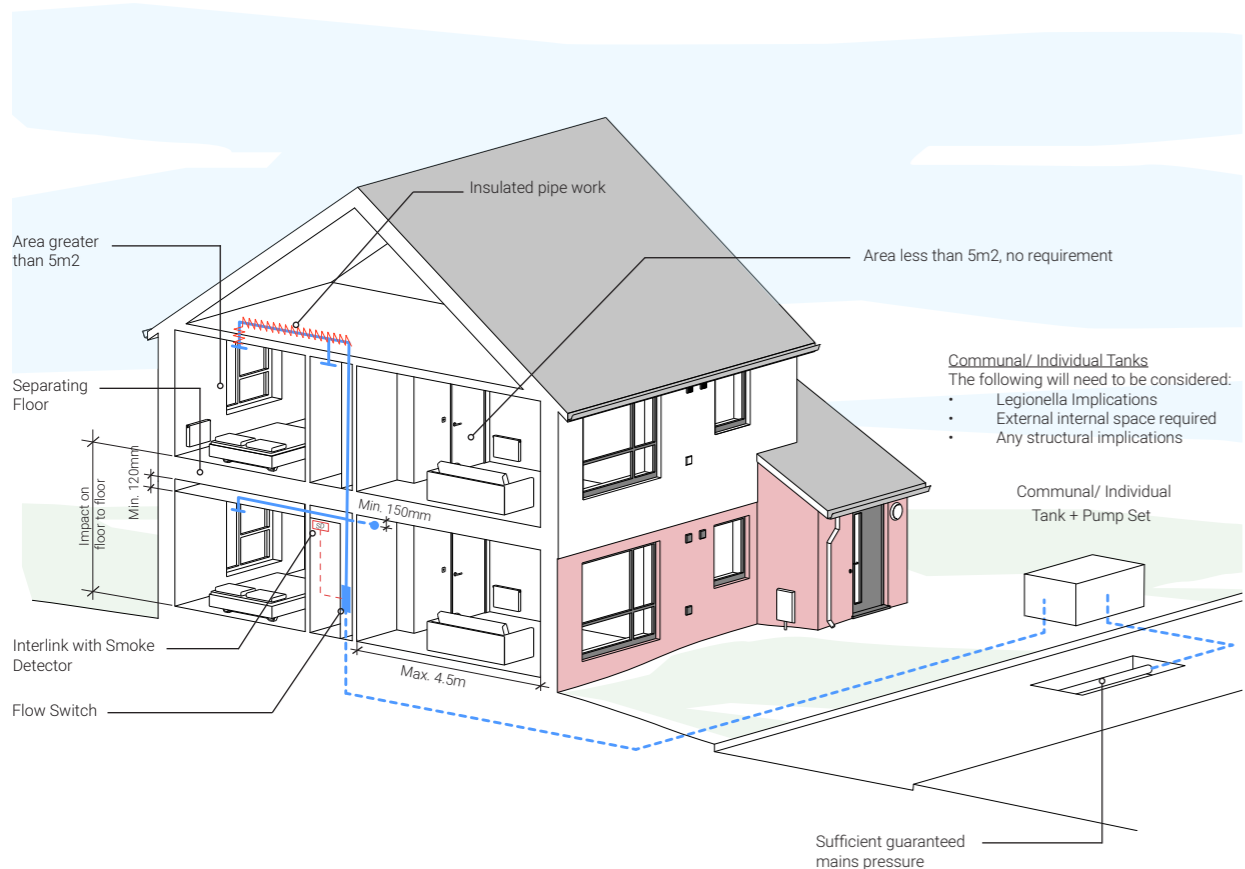 Insulated pipe work
Area greater
than 5m2
Area less than 5m2, no requirement
Communal/ Individual Tanks
The following will need to be considered:
• Legionella Implications
• External internal space required
• Any structural implications
Separating
Floor
Impact on
floor to floor
Min. 120mm
Min. 150mm
SD
Communal/ Individual
Tank + Pump Set
Interlink with Smoke
Detector
Max. 4.5m
Flow Switch
Sufficient guaranteed
mains pressure